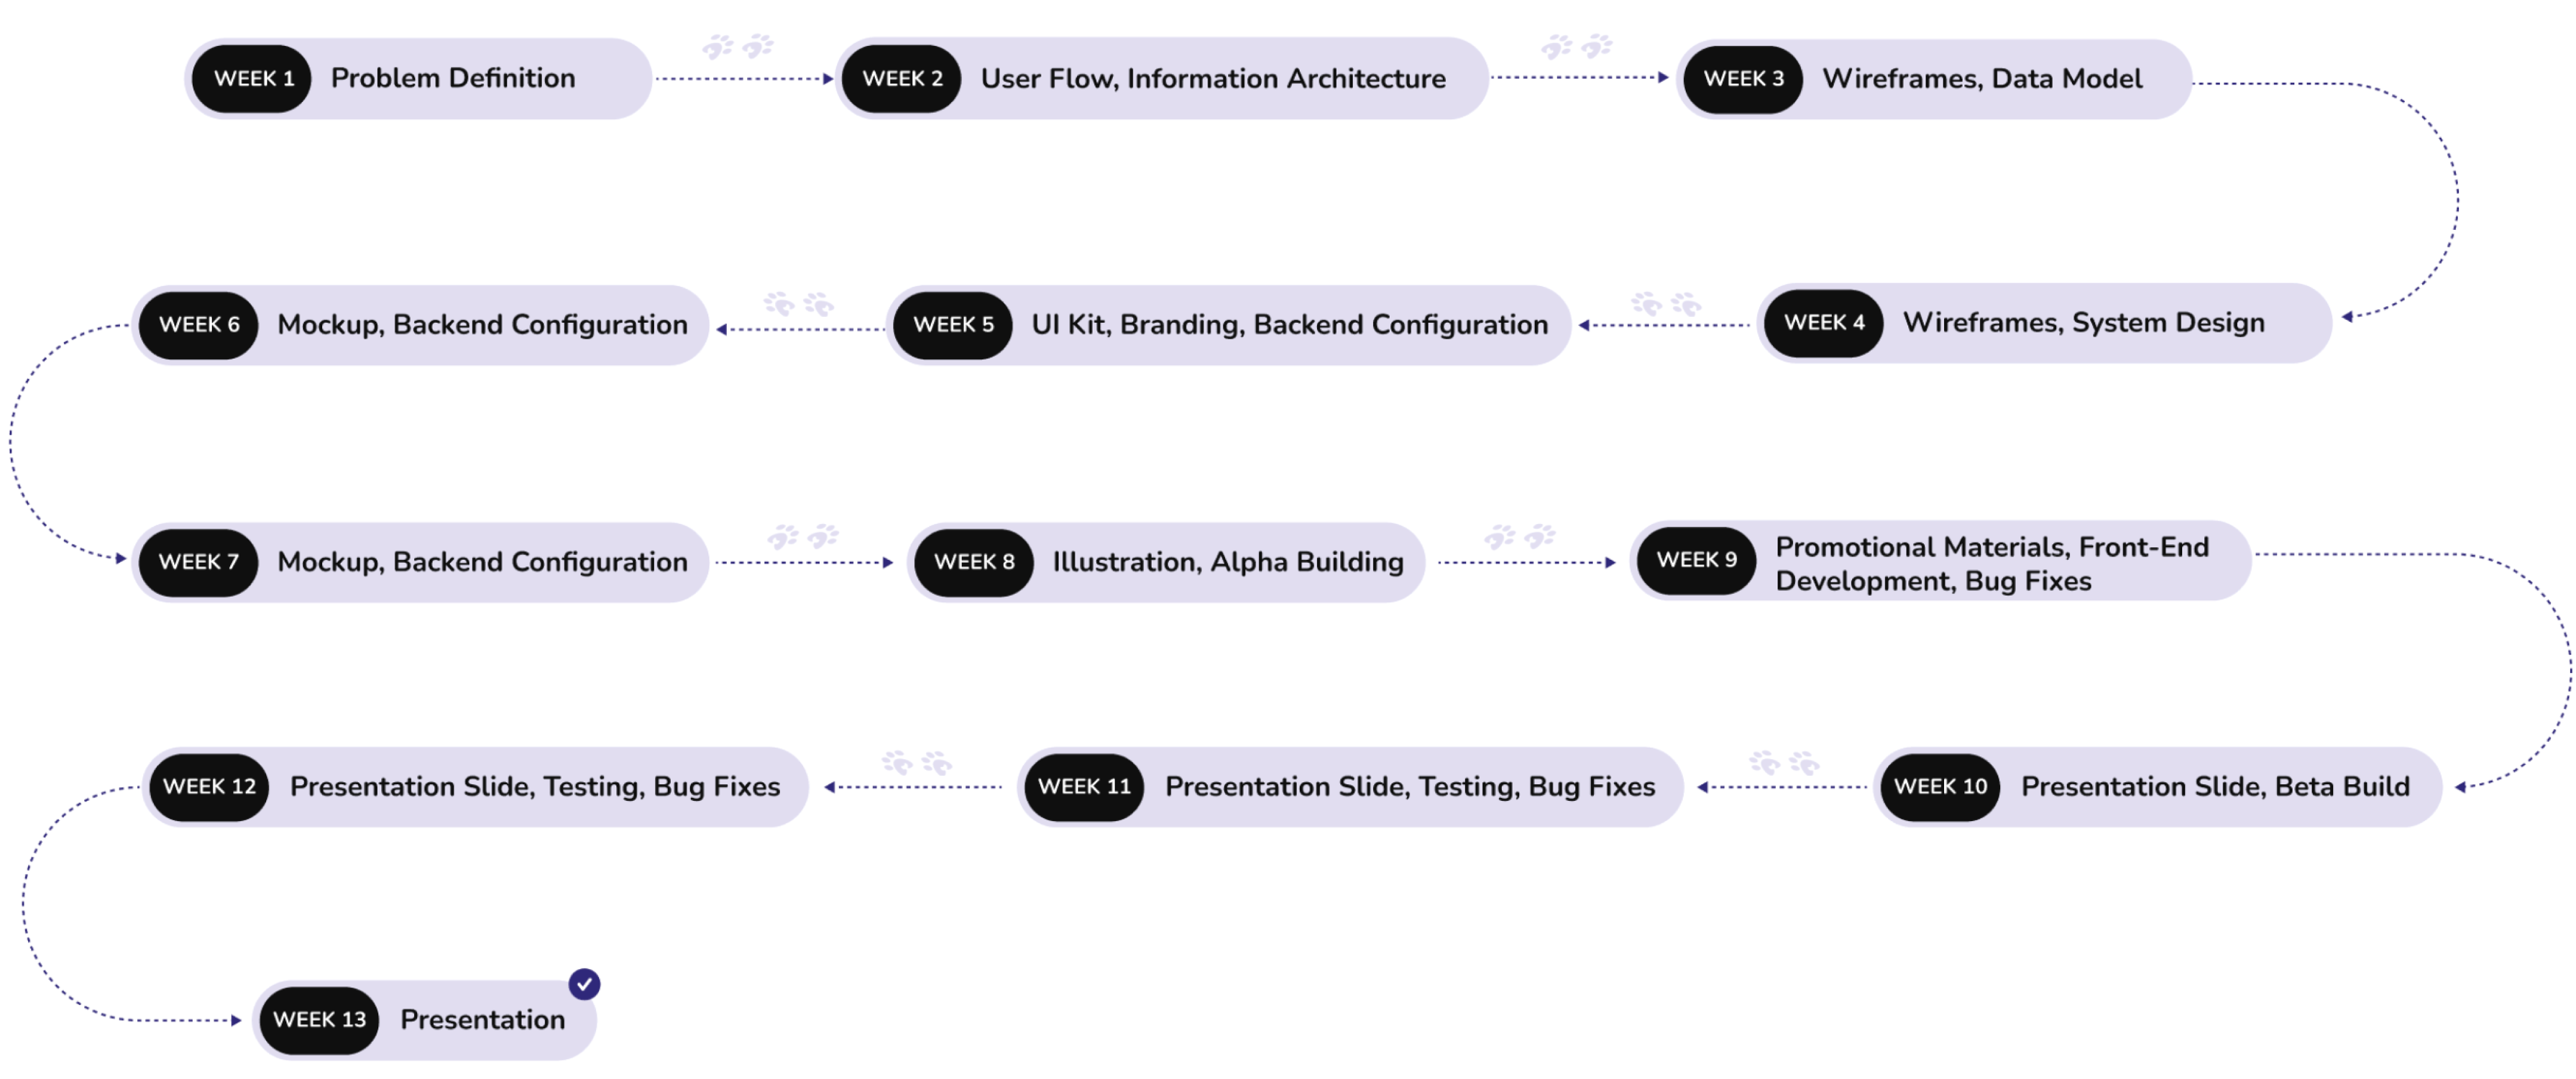 WEEK 1 Problem Definition
WEEK 2 User Flow, Information Architecture
WEEK 3 Wireframes, Data Model
WEEK 4 Wireframes, System Design
WEEK 5 UI Kit, Branding, Backend Configuration
WEEK 6 Mockup, Backend Configuration
WEEK 7 Mockup, Backend Configuration
WEEK 8 Illustration, Alpha Building
WEEK 9 Promotional Materials, Front-End
Development, Bug Fixes
WEEK 10 Presentation Slide, Beta Build
WEEK 11 Presentation Slide, Testing, Bug Fixes
WEEK 12 Presentation Slide, Testing, Bug Fixes
WEEK 13 Presentation